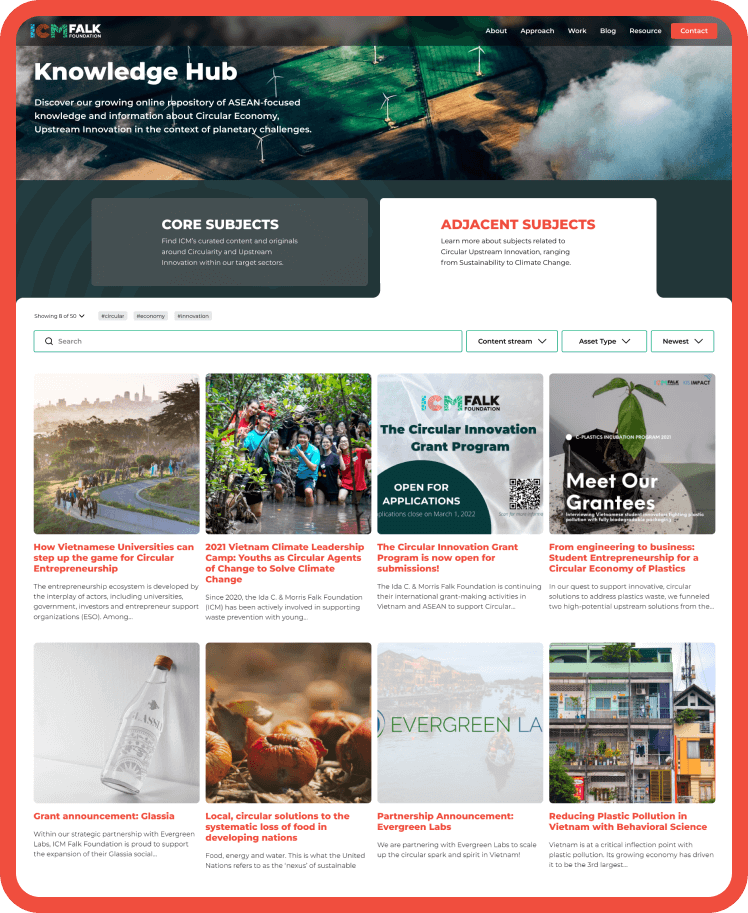 ICM FALK
FOUNDATION
About Approach Work Blog Resource Contact
Knowledge Hub
Discover our growing online repository of ASEAN-focused
knowledge and information about Circular Economy,
Upstream Innovation in the context of planetary challenges.
CORE SUBJECTS
Find ICM's curated content and originals
around Circularity and Upstream
Innovation within our target sectors.
ADJACENT SUBJECTS
Learn more about subjects related to
Circular Upstream Innovation, ranging
from Sustainability to Climate Change.
Showing 8 of 50 #circular #economy #innovation
Search Content stream Asset Type Newest
ICM FALK
FOUNDATION
The Circular Innovation
Grant Program
OPEN FOR
APPLICATIONS
plications close on March 1, 2022
ICM FALK IMPACT
C-PLASTICS INCUBATION PROGRAM 2021
Meet Our
Grantees
Interviewing Vietnamese student innovators fighting plastic
pollution with fully biodegradable packaging
How Vietnamese Universities can
step up the game for Circular
Entrepreneurship
The entrepreneurship ecosystem is developed by
the interplay of actors, including universities,
government, investors and entrepreneur support
organizations (ESO). Among...
2021 Vietnam Climate Leadership
Camp: Youths as Circular Agents
of Change to Solve Climate
Change
Since 2020, the Ida C. & Morris Falk Foundation
(ICM) has been actively involved in supporting
waste prevention with young...
The Circular Innovation Grant
Program is now open for
submissions!
The Ida C. & Morris Falk Foundation is continuing
their international grant-making activities in
Vietnam and ASEAN to support Circular...
From engineering to business:
Student Entrepreneurship for a
Circular Economy of Plastics
In our quest to support innovative, circular
solutions to address plastics waste, we funneled
two high-potential upstream solutions from the...
GLASSI
EVERGREEN LA
Grant announcement: Glassia
Within our strategic partnership with Evergreen
Labs, ICM Falk Foundation is proud to support
the expansion of their Glassia social...
Local, circular solutions to the
systematic loss of food in
developing nations
Food, energy and water. This is what the United
Nations refers to as the 'nexus' of sustainable
Partnership Announcement:
Evergreen Labs
We are partnering with Evergreen Labs to scale
up the circular spark and spirit in Vietnam!
Reducing Plastic Pollution in
Vietnam with Behavioral Science
Vietnam is at a critical inflection point with
plastic pollution. Its growing economy has driven
it to be the 3rd largest...